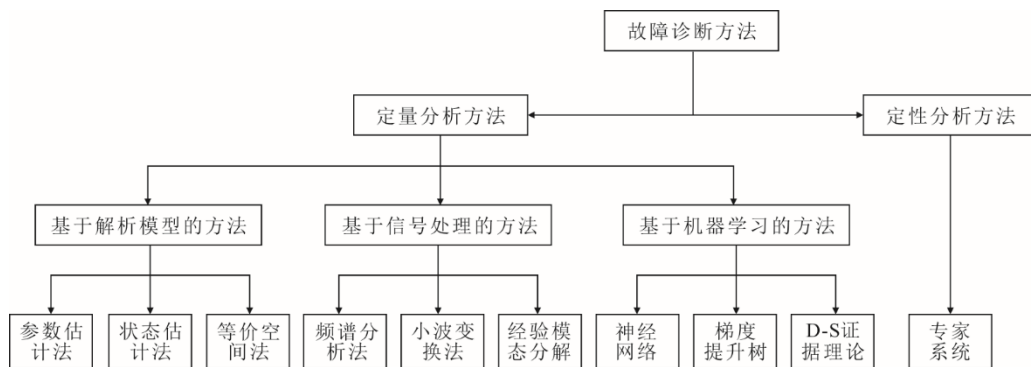 故障诊断方法
定量分析方法
定性分析方法
基于解析模型的方法
基于信号处理的方法
基于机器学习的方法
参数估
计法
状态估
计法
等价空
间法
频谱分
析法
小波变
换法
经验模
态分解
神经
网络
梯度
提升树
D-S证
据理论
专家
系统